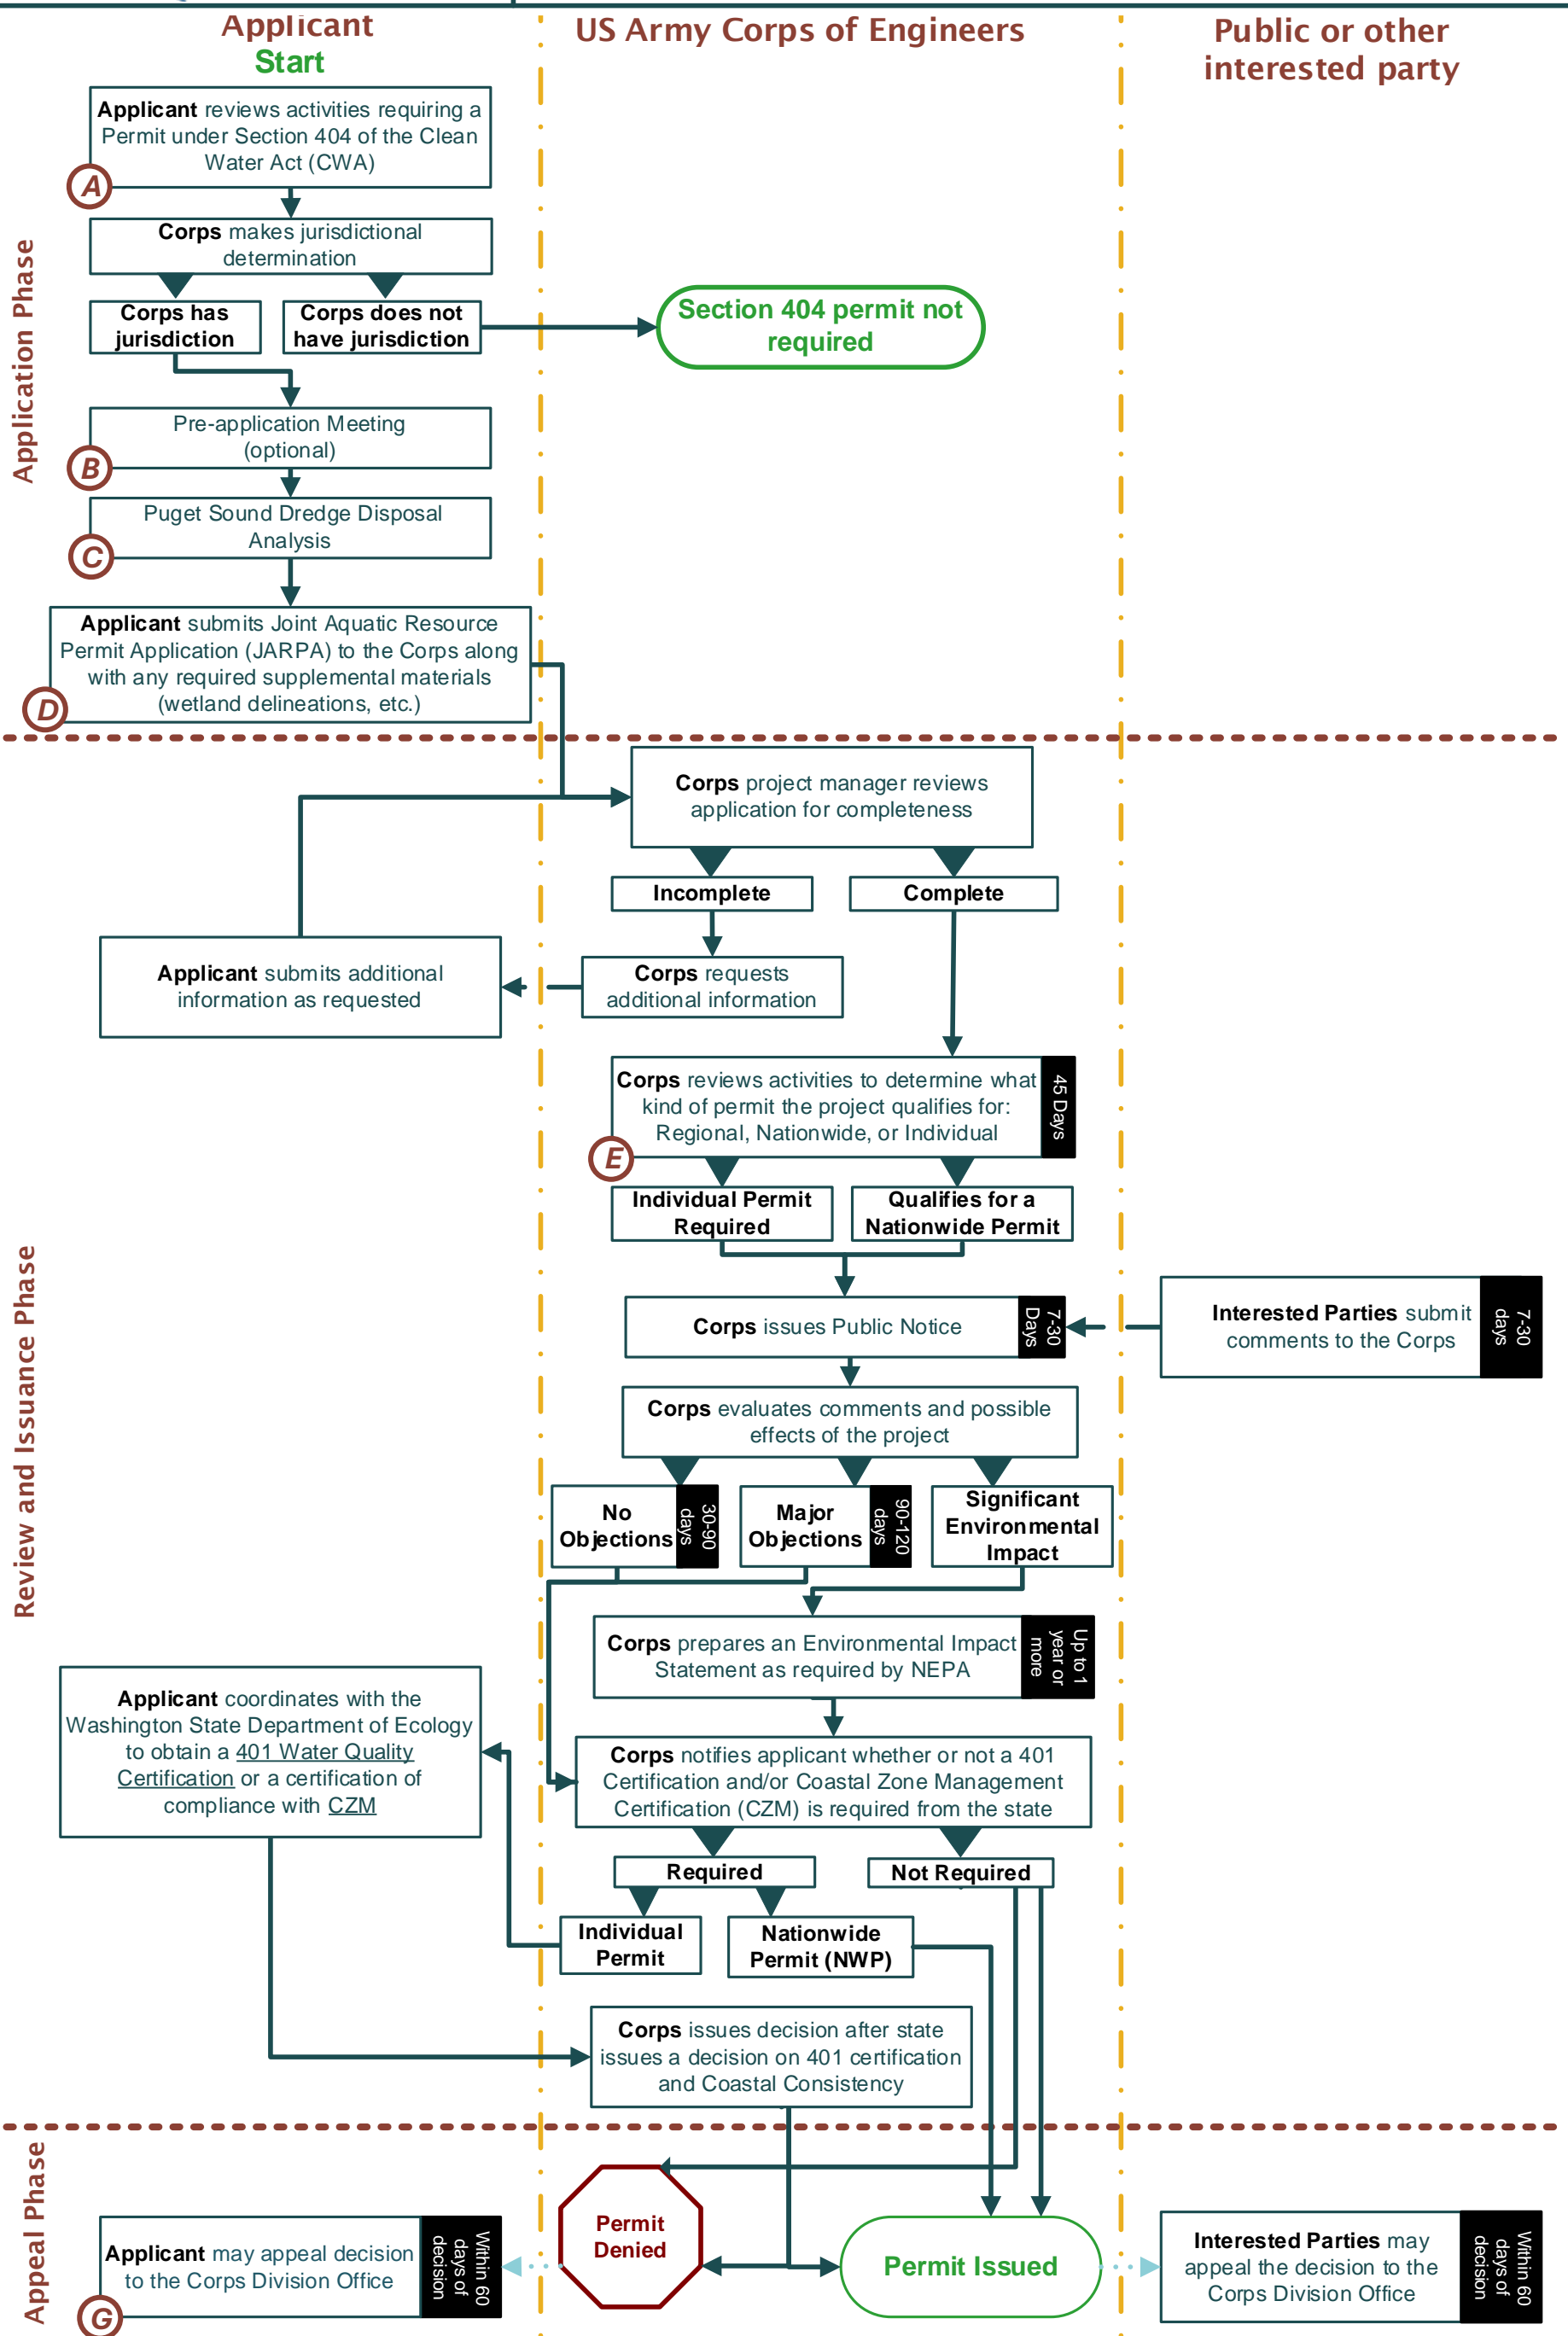 Applicant
Start
US Army Corps of Engineers
Public or other
interested party
Application Phase
Applicant reviews activities requiring a
Permit under Section 404 of the Clean
Water Act (CWA)
A
Corps makes jurisdictional
determination
Corps has
jurisdiction
Corps does not
have jurisdiction
Section 404 permit not
required
Pre-application Meeting
(optional)
B
Puget Sound Dredge Disposal
Analysis
C
Applicant submits Joint Aquatic Resource
Permit Application (JARPA) to the Corps along
with any required supplemental materials
(wetland delineations, etc.)
D
Review and Issuance Phase
Corps project manager reviews
application for completeness
Incomplete
Complete
Applicant submits additional
information as requested
Corps requests
additional information
Corps reviews activities to determine what
kind of permit the project qualifies for:
Regional, Nationwide, or Individual
45 Days
E
Individual Permit
Required
Qualifies for a
Nationwide Permit
Corps issues Public Notice
7-30
Days
Interested Parties submit
comments to the Corps
7-30
days
Corps evaluates comments and possible
effects of the project
No
Objections
30-90
days
Major
Objections
90-120
days
Significant
Environmental
Impact
Corps prepares an Environmental Impact
Statement as required by NEPA
Up to 1
year or
more
Applicant coordinates with the
Washington State Department of Ecology
to obtain a 401 Water Quality
Certification or a certification of
compliance with CZM
Corps notifies applicant whether or not a 401
Certification and/or Coastal Zone Management
Certification (CZM) is required from the state
Required
Not Required
Individual
Permit
Nationwide
Permit (NWP)
Corps issues decision after state
issues a decision on 401 certification
and Coastal Consistency
Appeal Phase
Applicant may appeal decision
to the Corps Division Office
Within 60
days of
decision
G
Permit
Denied
Permit Issued
Interested Parties may
appeal the decision to the
Corps Division Office
Within 60
days of
decision